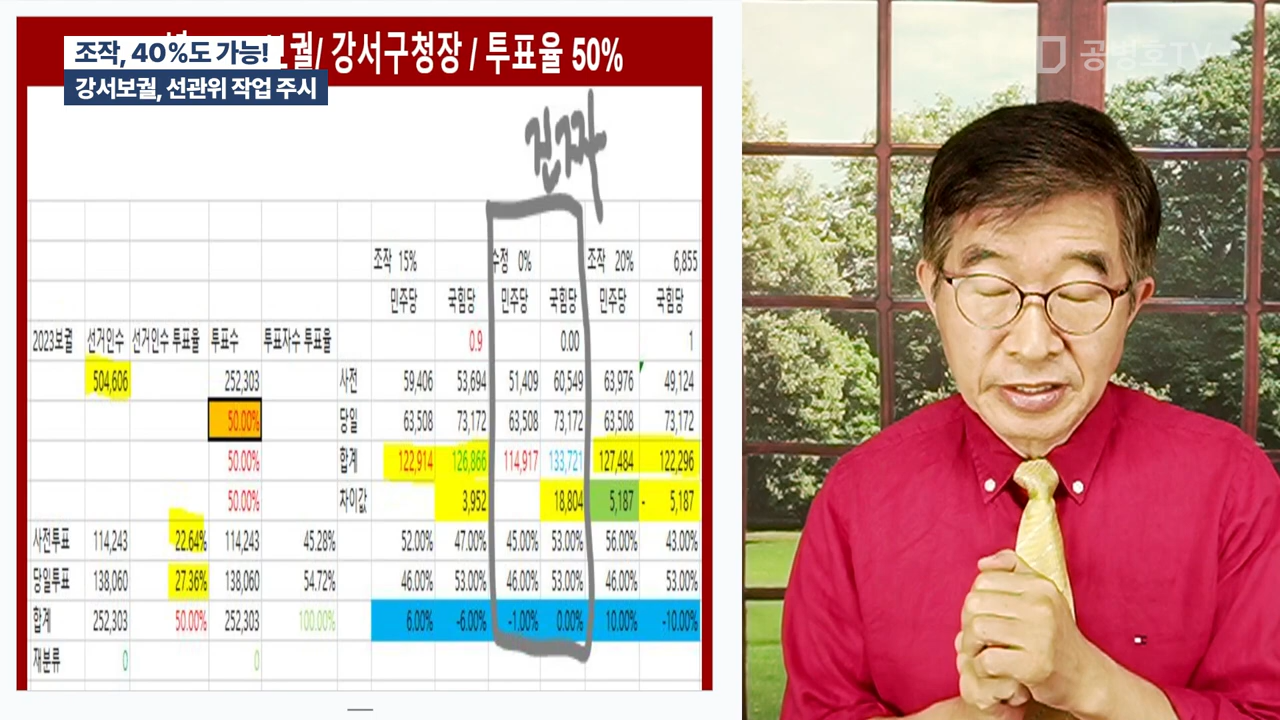 조작, 40%도 가능!
강서보궐, 선관위 작업 주시
보궐/ 강서구청장 / 투표율 50%
공병호TV
진짜
조작 15% 수정 0% 조작 20% 6,855
민주당 국힘당 민주당 국힘당 민주당 국힘당
2023보궐 선거인수 선거인수 투표율 투표수 투표자수 투표율 0.9 0.00 1
504,606 252,303 사전 59,406 53,694 51,409 60,549 63,976 49,124
50.00% 당일 63,508 73,172 63,508 73,172 63,508 73,172
50.00% 합계 122,914 126,866 114,917 133,721 127,484 122,296
50.00% 차이값 3,952 18,804 5,187 - 5,187
사전투표 114,243 22.64% 114,243 45.28% 52.00% 47.00% 45.00% 53.00% 56.00% 43.00%
당일투표 138,060 27.36% 138,060 54.72% 46.00% 53.00% 46.00% 53.00% 46.00% 53.00%
합계 252,303 50.00% 252,303 100.00% 6.00% -6.00% -1.00% 0.00% 10.00% -10.00%
재분류 0 0